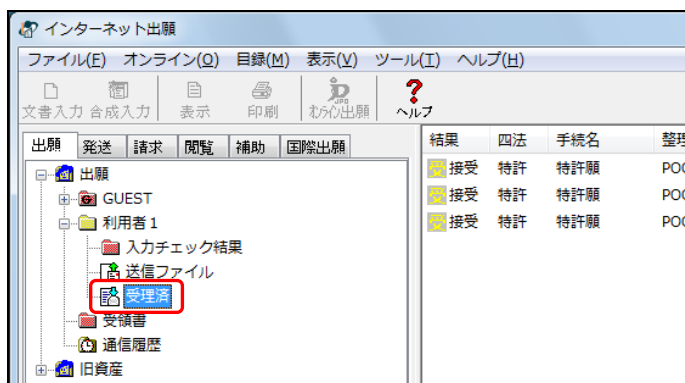 インターネット出願
ファイル(F) オンライン(O) 目録(M) 表示(V) ツール(T) ヘルプ(H)
文書入力 合成入力 表示 印刷 オンライン出願 ヘルプ
出願 発送 請求 閲覧 補助 国際出願
結果 四法 手続名 整理
出願
GUEST
利用者1
入力チェック結果
送信ファイル
受理済
受領書
通信履歴
旧資産
受 接受 特許 特許願
受 接受 特許 特許願
受 接受 特許 特許願